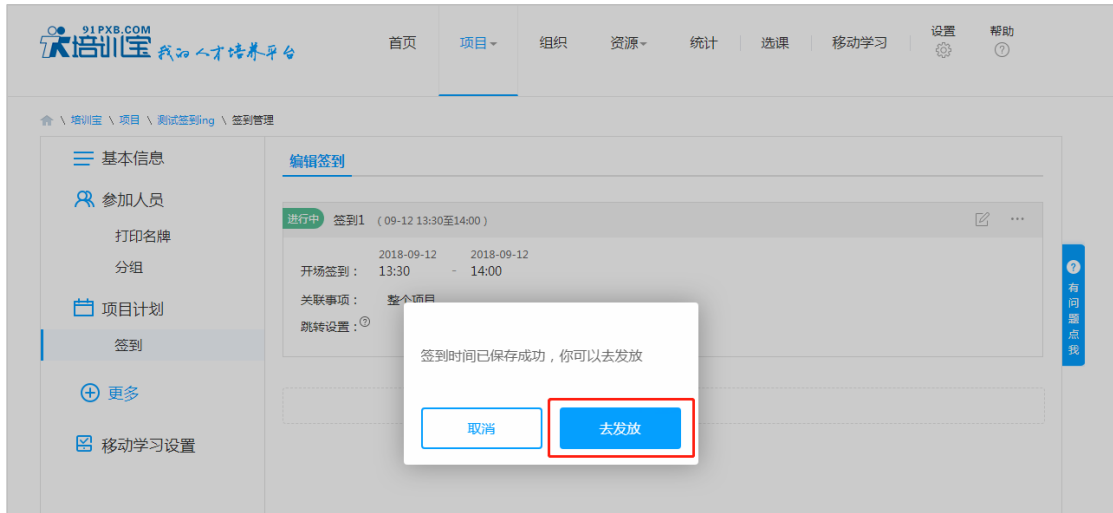 91PXB.COM
培训宝 我的人才培养平台
首页 项目 组织 资源 统计 选课 移动学习 设置 帮助
\ 培训宝 \ 项目 \ 测试签到ing \ 签到管理
基本信息
参加人员
打印名牌
分组
项目计划
签到
更多
移动学习设置
编辑签到
进行中 签到1 ( 09-12 13:30至14:00 )
2018-09-12 2018-09-12
开场签到: 13:30 - 14:00
关联事项: 整个项目
跳转设置:
签到时间已保存成功,你可以去发放
取消 去发放
有问题点我